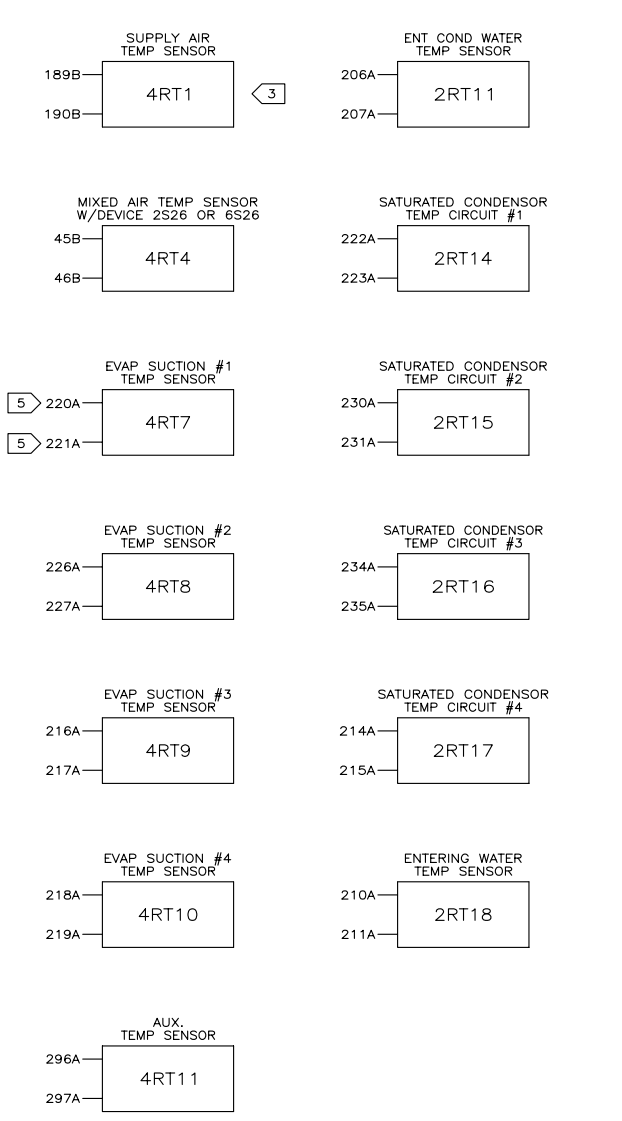 SUPPLY AIR
TEMP SENSOR
189B
4RT1
3
190B
ENT COND WATER
TEMP SENSOR
206A
2RT11
207A
MIXED AIR TEMP SENSOR
W/DEVICE 2S26 OR 6S26
45B
4RT4
46B
SATURATED CONDENSOR
TEMP CIRCUIT #1
222A
2RT14
223A
EVAP SUCTION #1
TEMP SENSOR
5 220A
4RT7
5 221A
SATURATED CONDENSOR
TEMP CIRCUIT #2
230A
2RT15
231A
EVAP SUCTION #2
TEMP SENSOR
226A
4RT8
227A
SATURATED CONDENSOR
TEMP CIRCUIT #3
234A
2RT16
235A
EVAP SUCTION #3
TEMP SENSOR
216A
4RT9
217A
SATURATED CONDENSOR
TEMP CIRCUIT #4
214A
2RT17
215A
EVAP SUCTION #4
TEMP SENSOR
218A
4RT10
219A
ENTERING WATER
TEMP SENSOR
210A
2RT18
211A
AUX.
TEMP SENSOR
296A
4RT11
297A